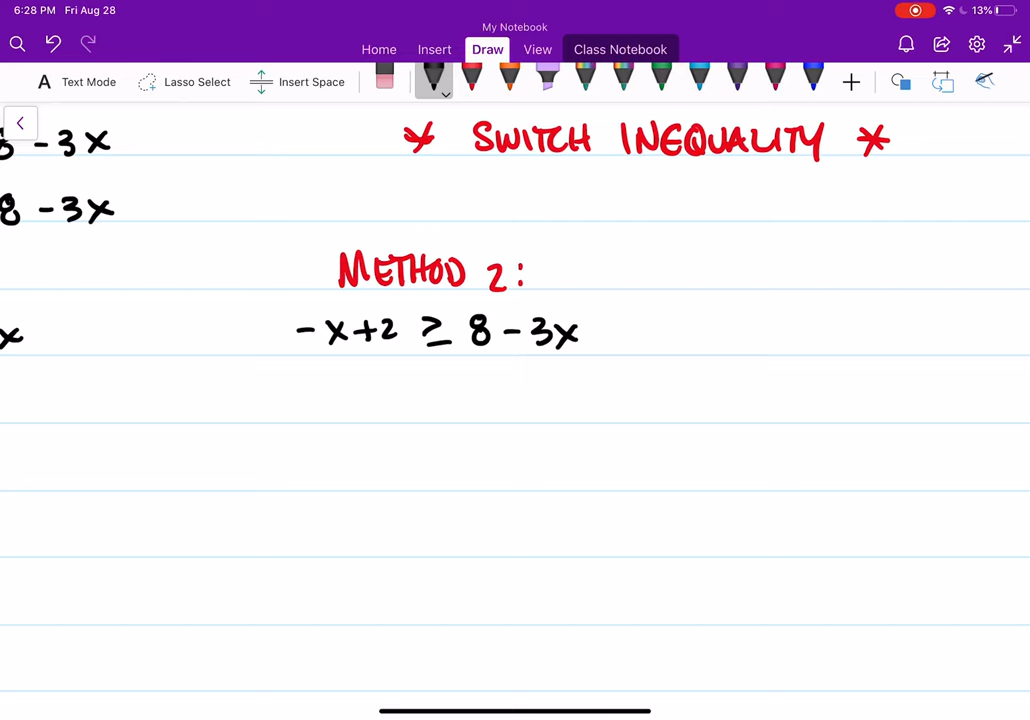 6:28 PM Fri Aug 28
13%
My Notebook
Home Insert Draw View Class Notebook
A Text Mode Lasso Select Insert Space
8 - 3x
* SWITCH INEQUALITY *
8 - 3x
METHOD 2:
x
-x+2 ≥ 8 - 3x